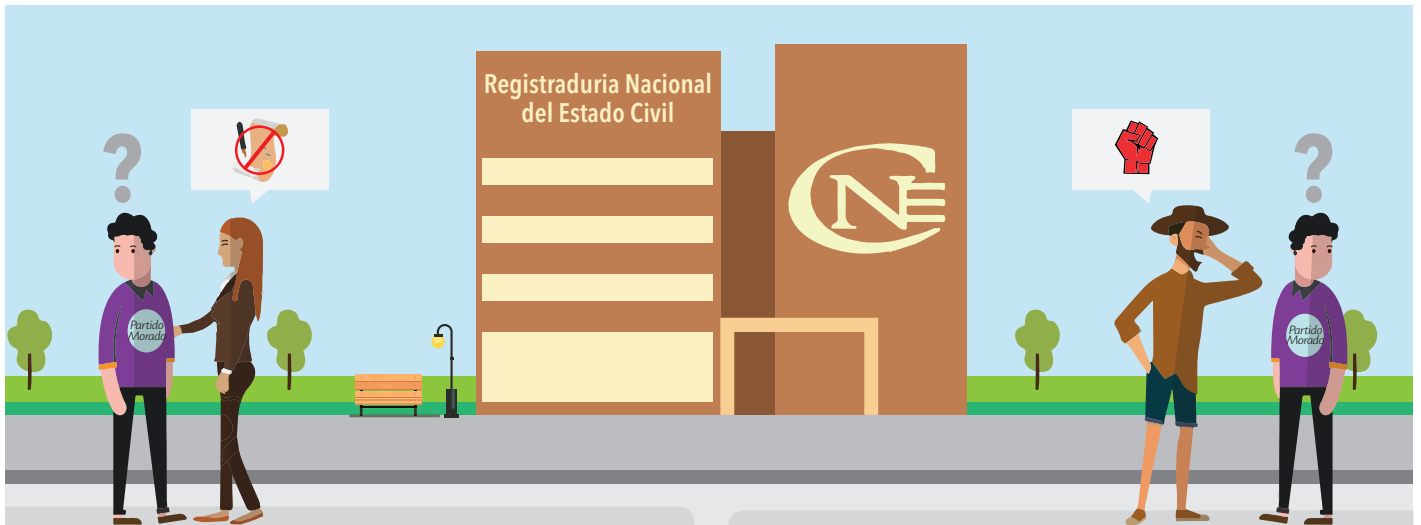 Registraduria Nacional
del Estado Civil
CNE
Partido
Morado
Partido
Morado